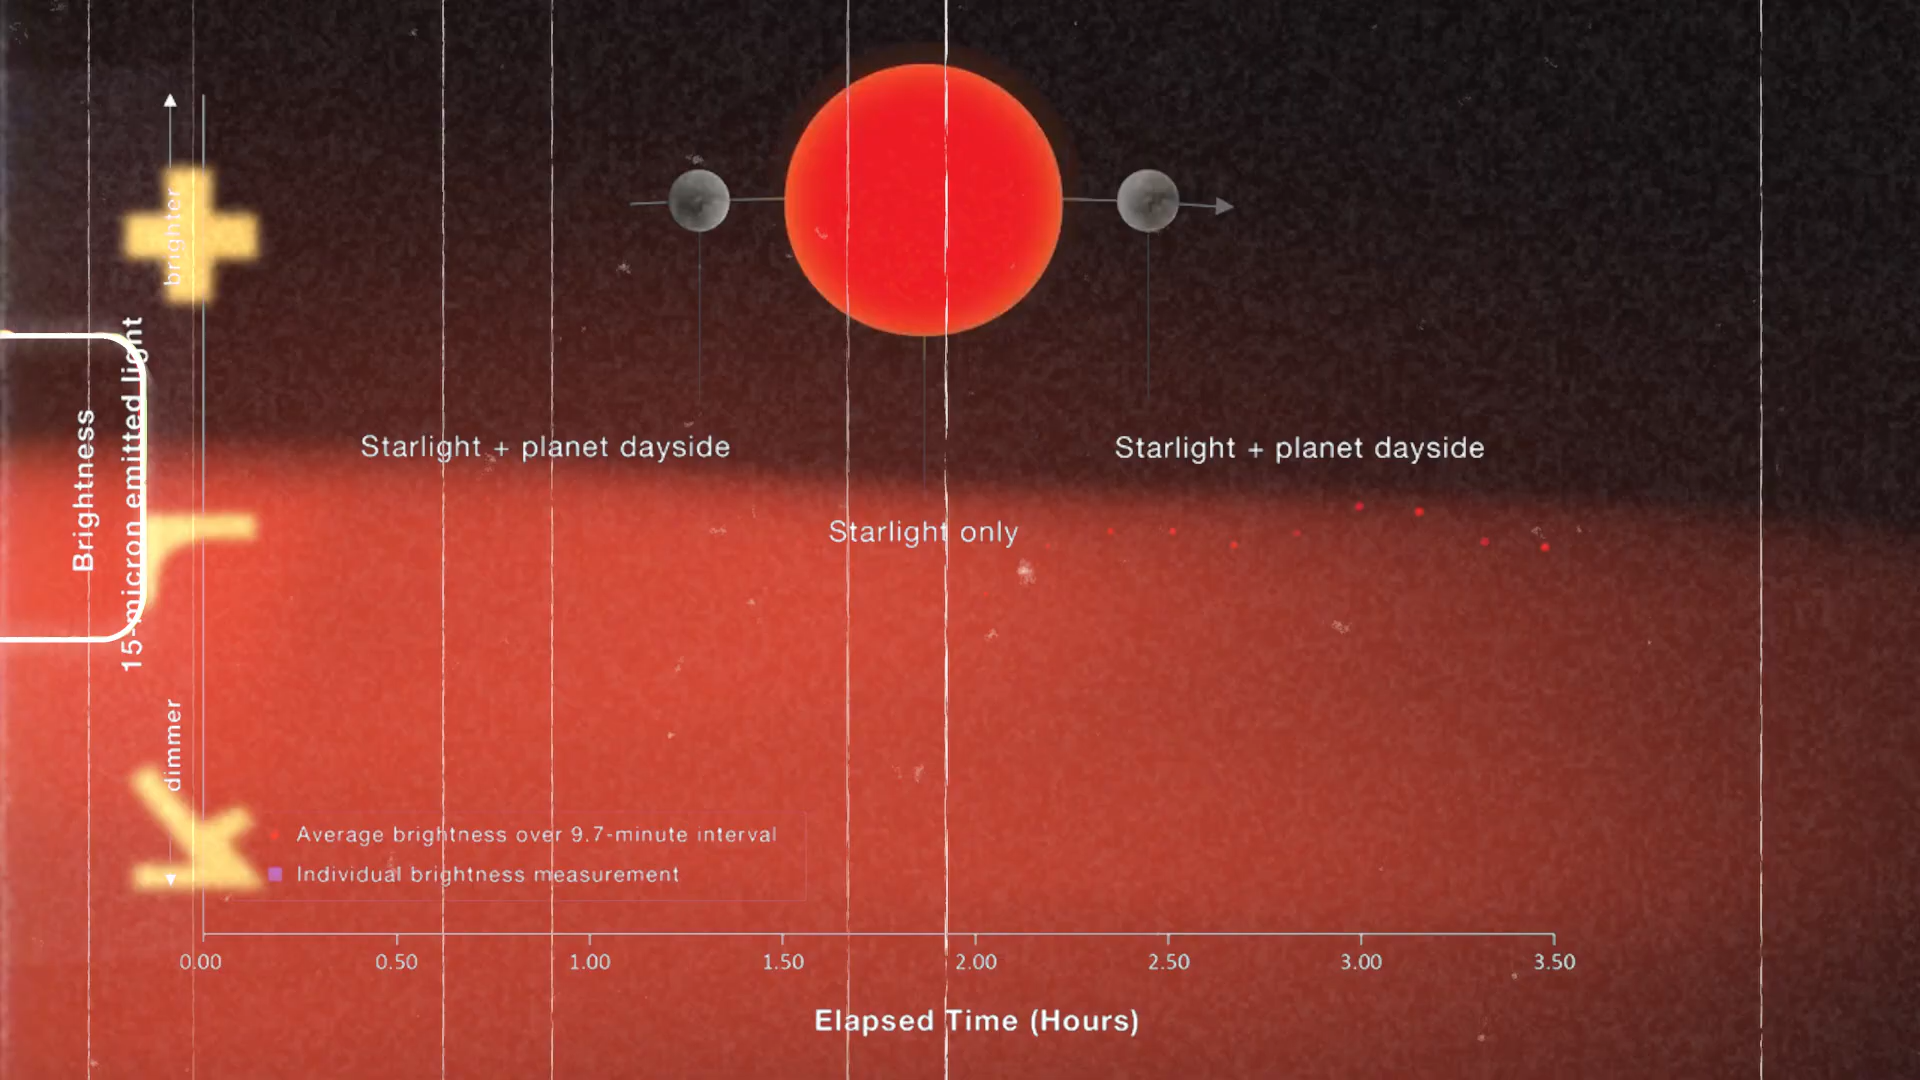 brighter
Brightness
15-micron emitted light
dimmer
Starlight + planet dayside
Starlight + planet dayside
Starlight only
Average brightness over 9.7-minute interval
Individual brightness measurement
0.00 0.50 1.00 1.50 2.00 2.50 3.00 3.50
Elapsed Time (Hours)